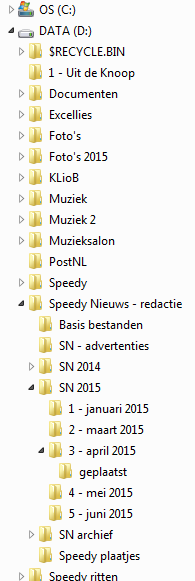 OS (C:)
DATA (D:)
$RECYCLE.BIN
1 - Uit de Knoop
Documenten
Excellies
Foto's
Foto's 2015
KLioB
Muziek
Muziek 2
Muzieksalon
PostNL
Speedy
Speedy Nieuws - redactie
Basis bestanden
SN - advertenties
SN 2014
SN 2015
1 - januari 2015
2 - maart 2015
3 - april 2015
geplaatst
4 - mei 2015
5 - juni 2015
SN archief
Speedy plaatjes
Speedy ritten